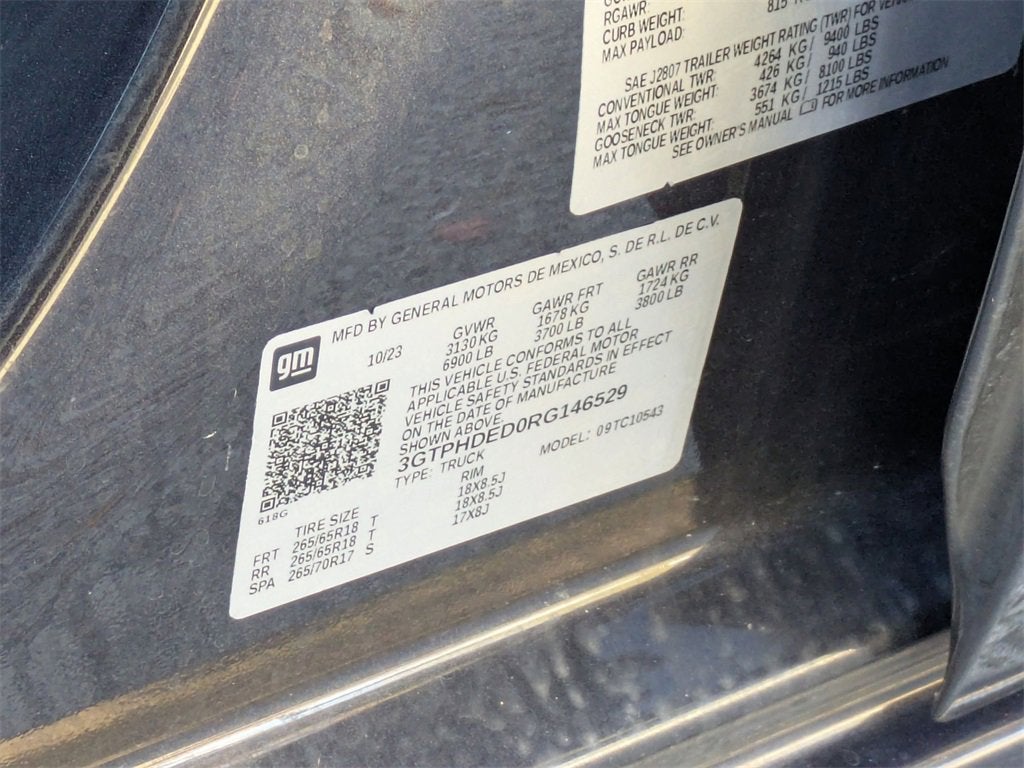 RGAWR:
CURB WEIGHT: 815
MAX PAYLOAD:
SAE J2807 TRAILER WEIGHT RATING (TWR) FOR
CONVENTIONAL TWR: 4264 KG / 9400 LBS
MAX TONGUE WEIGHT: 426 KG / 940 LBS
GOOSENECK TWR: 3674 KG / 8100 LBS
MAX TONGUE WEIGHT: 551 KG / 1215 LBS
SEE OWNER'S MANUAL FOR MORE INFORMATION
gm
MFD BY GENERAL MOTORS DE MEXICO, S. DE R.L. DE C.V.
10/23 GVWR GAWR FRT GAWR RR
3130 KG 1678 KG 1724 KG
6900 LB 3700 LB 3800 LB
THIS VEHICLE CONFORMS TO ALL
APPLICABLE U.S. FEDERAL MOTOR
VEHICLE SAFETY STANDARDS IN EFFECT
ON THE DATE OF MANUFACTURE
SHOWN ABOVE.
3GTPHDED0RG146529
TYPE: TRUCK MODEL: 09TC10543
618G
TIRE SIZE RIM
FRT 265/65R18 T 18X8.5J
RR 265/65R18 T 18X8.5J
SPA 265/70R17 S 17X8J